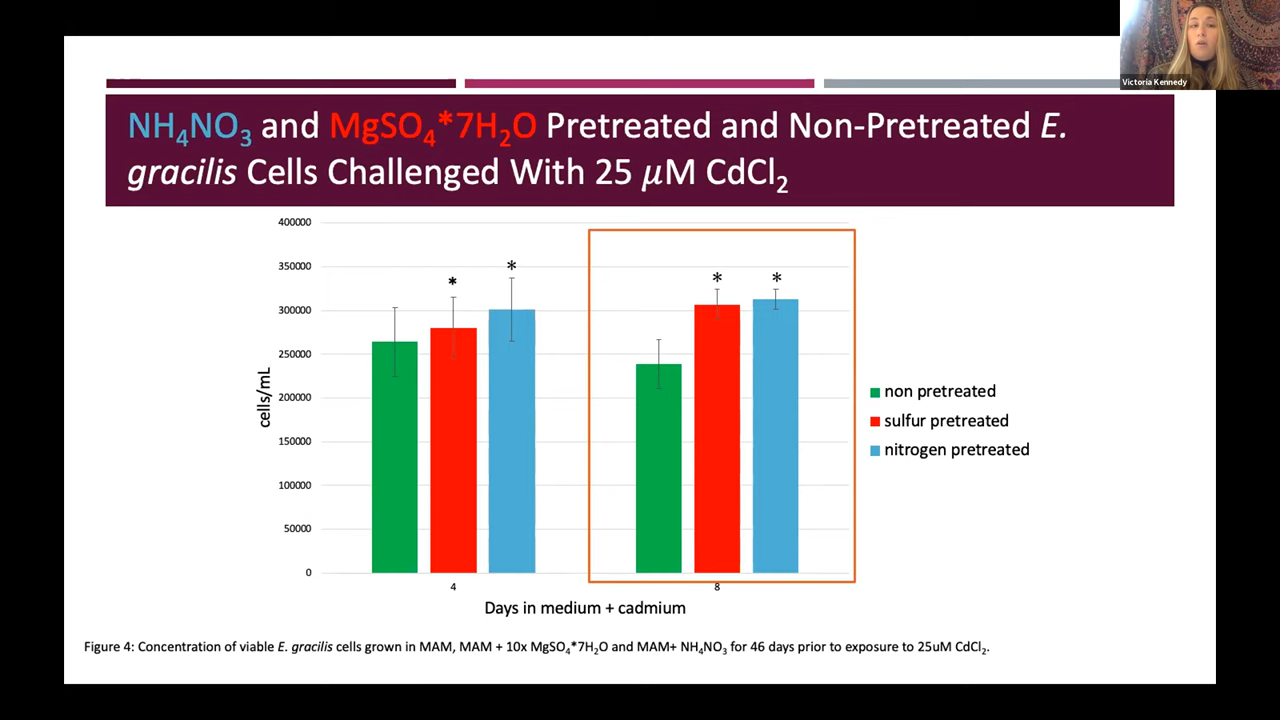 Victoria Kennedy
NH₄NO₃ and MgSO₄*7H₂O Pretreated and Non-Pretreated E.
gracilis Cells Challenged With 25 𝜇M CdCl₂
400000
350000
300000
250000
200000
150000
100000
50000
0
cells/mL
*
*
*
*
4
8
Days in medium + cadmium
non pretreated
sulfur pretreated
nitrogen pretreated
Figure 4: Concentration of viable E. gracilis cells grown in MAM, MAM + 10x MgSO₄*7H₂O and MAM+ NH₄NO₃ for 46 days prior to exposure to 25uM CdCl₂.